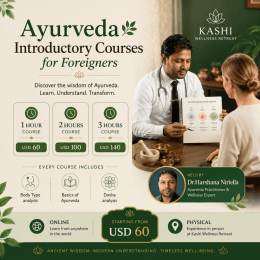 Ayurveda
Introductory Courses
for Foreigners
KASHI
WELLNESS RETREAT
Discover the wisdom of Ayurveda.
Learn. Understand. Transform.
1 HOUR
COURSE
USD 60
2 HOURS
COURSE
USD 100
3 HOURS
COURSE
USD 140
EVERY COURSE INCLUDES
Body Type
analysis
Basics of
Ayurveda
Dosha
analysis
HELD BY
Dr.Harshana Niriella
Ayurveda Practitioner &
Wellness Expert
ONLINE
Learn from anywhere
in the world
STARTING FROM
USD 60
PHYSICAL
Experience in person
at Kashi Wellness Retreat
ANCIENT WISDOM. MODERN UNDERSTANDING. TIMELESS WELL-BEING.